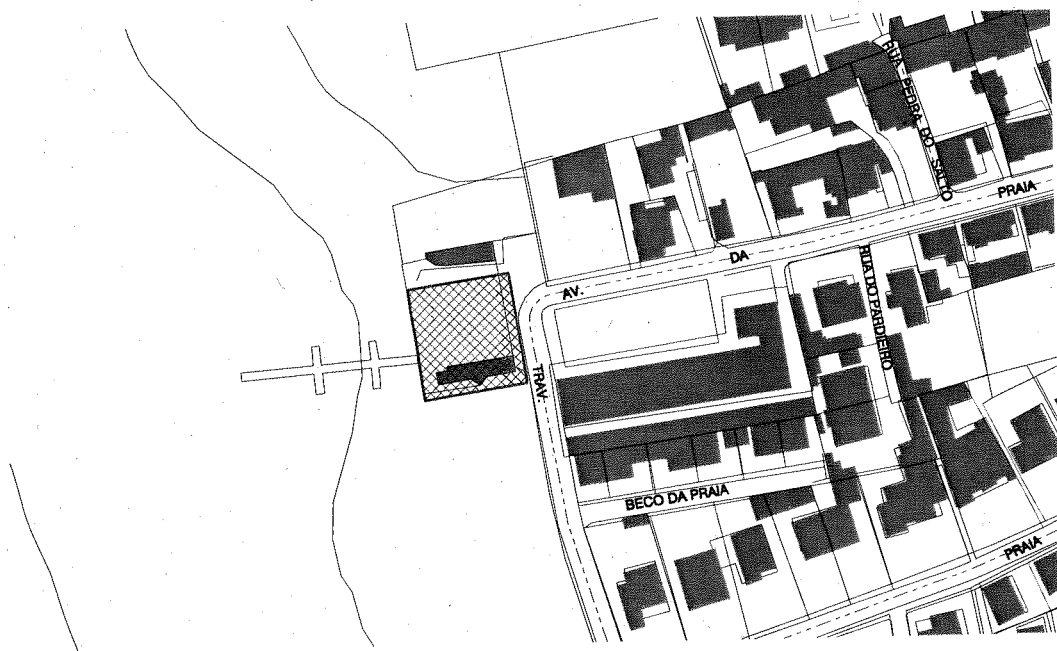 RUA - PEDRA DO SALTO
AV. DA PRAIA
RUA DO PARDIEIRO
TRAV.
BECO DA PRAIA
PRAIA